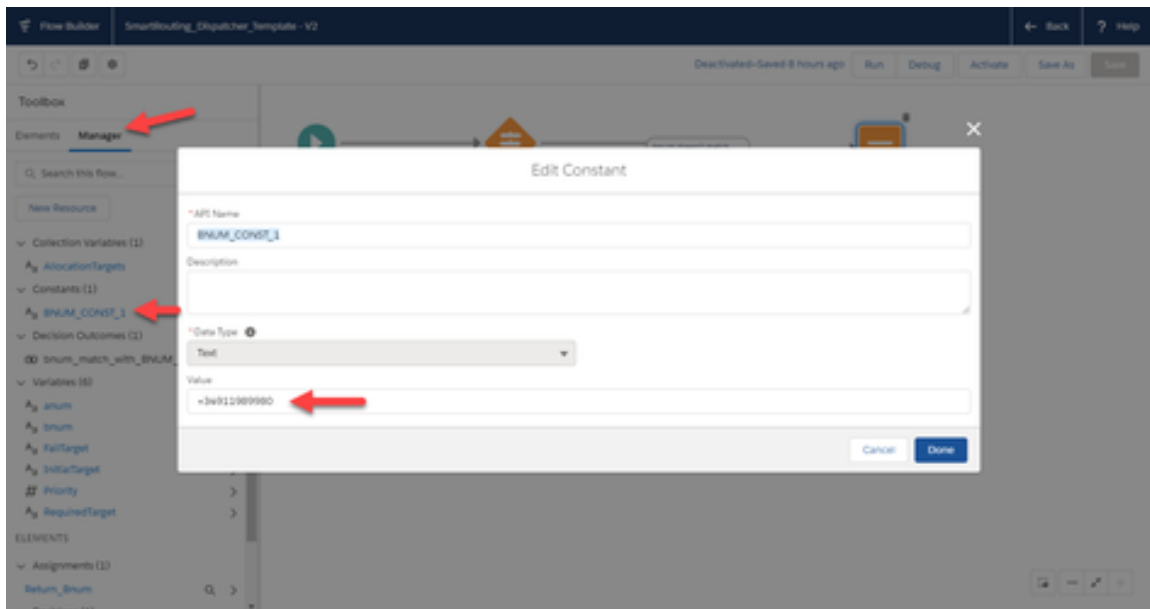 Flow Builder
SmartRouting_Dispatcher_Template - V2
Back
? Help
Deactivated—Saved 8 hours ago
Run
Debug
Activate
Save As
Save
Toolbox
Elements
Manager
Search this flow...
New Resource
Collection Variables (1)
AllocationTargets
Constants (1)
BNUM_CONST_1
Decision Outcomes (1)
bnum_match_with_BNUM_
Variables (6)
anum
bnum
FailTarget
InitialTarget
Priority
RequiredTarget
ELEMENTS
Assignments (1)
Return_Bnum
Edit Constant
*API Name
BNUM_CONST_1
Description
*Data Type
Text
Value
Cancel
Done